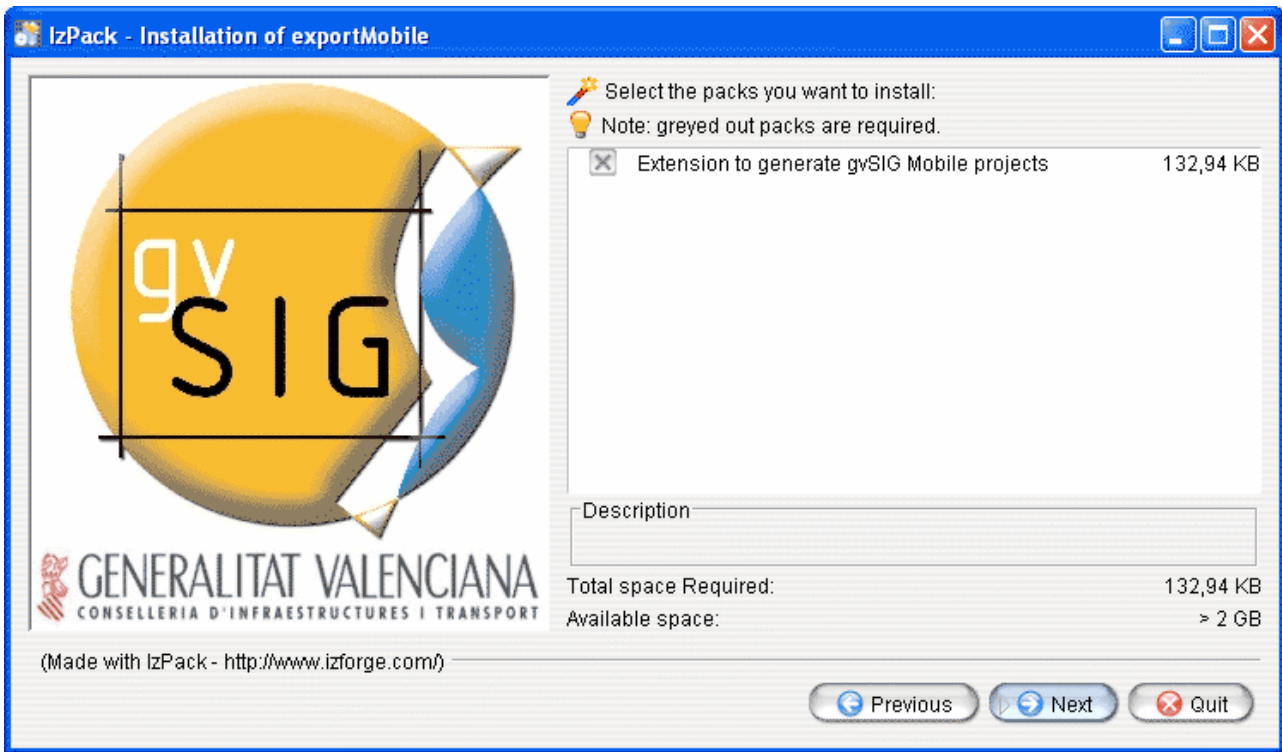 IzPack - Installation of exportMobile
gv
SIG
GENERALITAT VALENCIANA
CONSELLERIA D'INFRAESTRUCTURES I TRANSPORT
Select the packs you want to install:
Note: greyed out packs are required.
Extension to generate gvSIG Mobile projects 132,94 KB
Description
Total space Required: 132,94 KB
Available space: > 2 GB
(Made with IzPack - http://www.izforge.com/)
Previous Next Quit